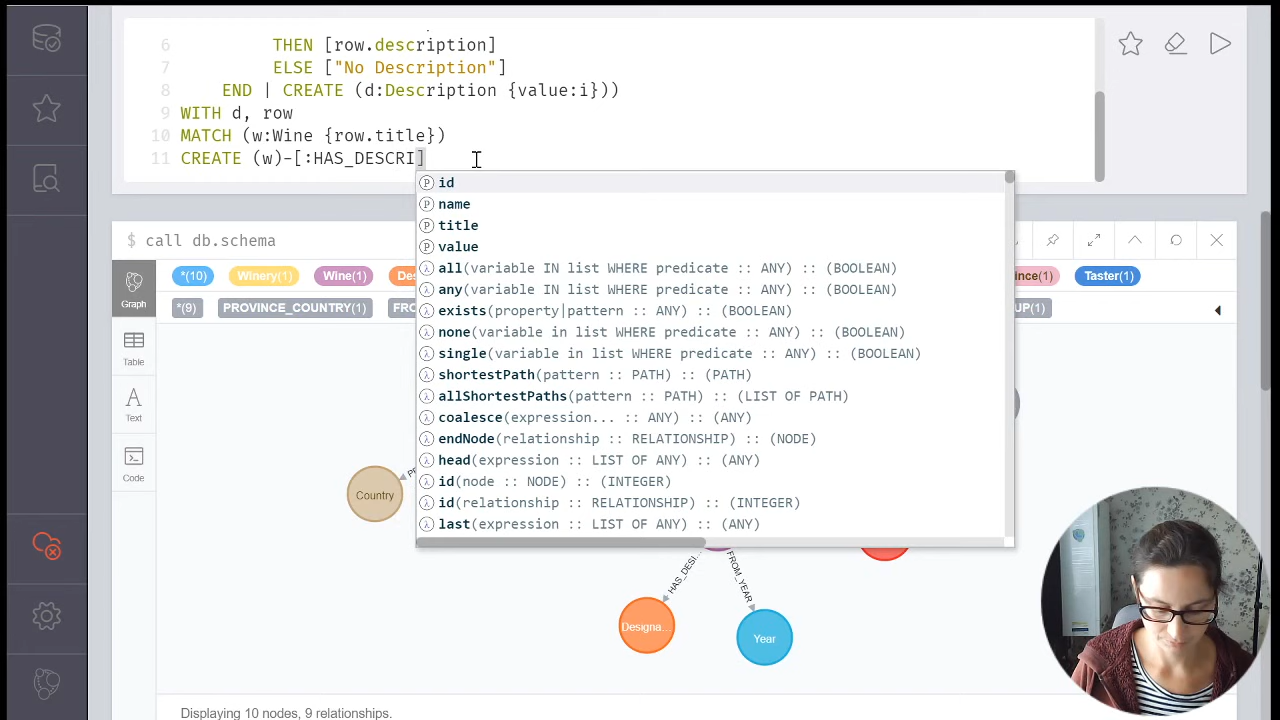 6 THEN [row.description]
7 ELSE ["No Description"]
8 END | CREATE (d:Description {value:i}))
9 WITH d, row
10 MATCH (w:Wine {row.title})
11 CREATE (w)-[:HAS_DESCRI]
id
name
title
value
all(variable IN list WHERE predicate :: ANY) :: (BOOLEAN)
any(variable IN list WHERE predicate :: ANY) :: (BOOLEAN)
exists(property|pattern :: ANY) :: (BOOLEAN)
none(variable in list WHERE predicate :: ANY) :: (BOOLEAN)
single(variable in list WHERE predicate :: ANY) :: (BOOLEAN)
shortestPath(pattern :: PATH) :: (PATH)
allShortestPaths(pattern :: PATH) :: (LIST OF PATH)
coalesce(expression... :: ANY) :: (ANY)
endNode(relationship :: RELATIONSHIP) :: (NODE)
head(expression :: LIST OF ANY) :: (ANY)
id(node :: NODE) :: (INTEGER)
id(relationship :: RELATIONSHIP) :: (INTEGER)
last(expression :: LIST OF ANY) :: (ANY)
$ call db.schema
*(10) Winery(1) Wine(1) Taster(1)
*(9) PROVINCE_COUNTRY(1)
Graph
Table
Text
Code
Country
HAS_DESI...
FROM_YEAR
Designa...
Year
Displaying 10 nodes, 9 relationships.